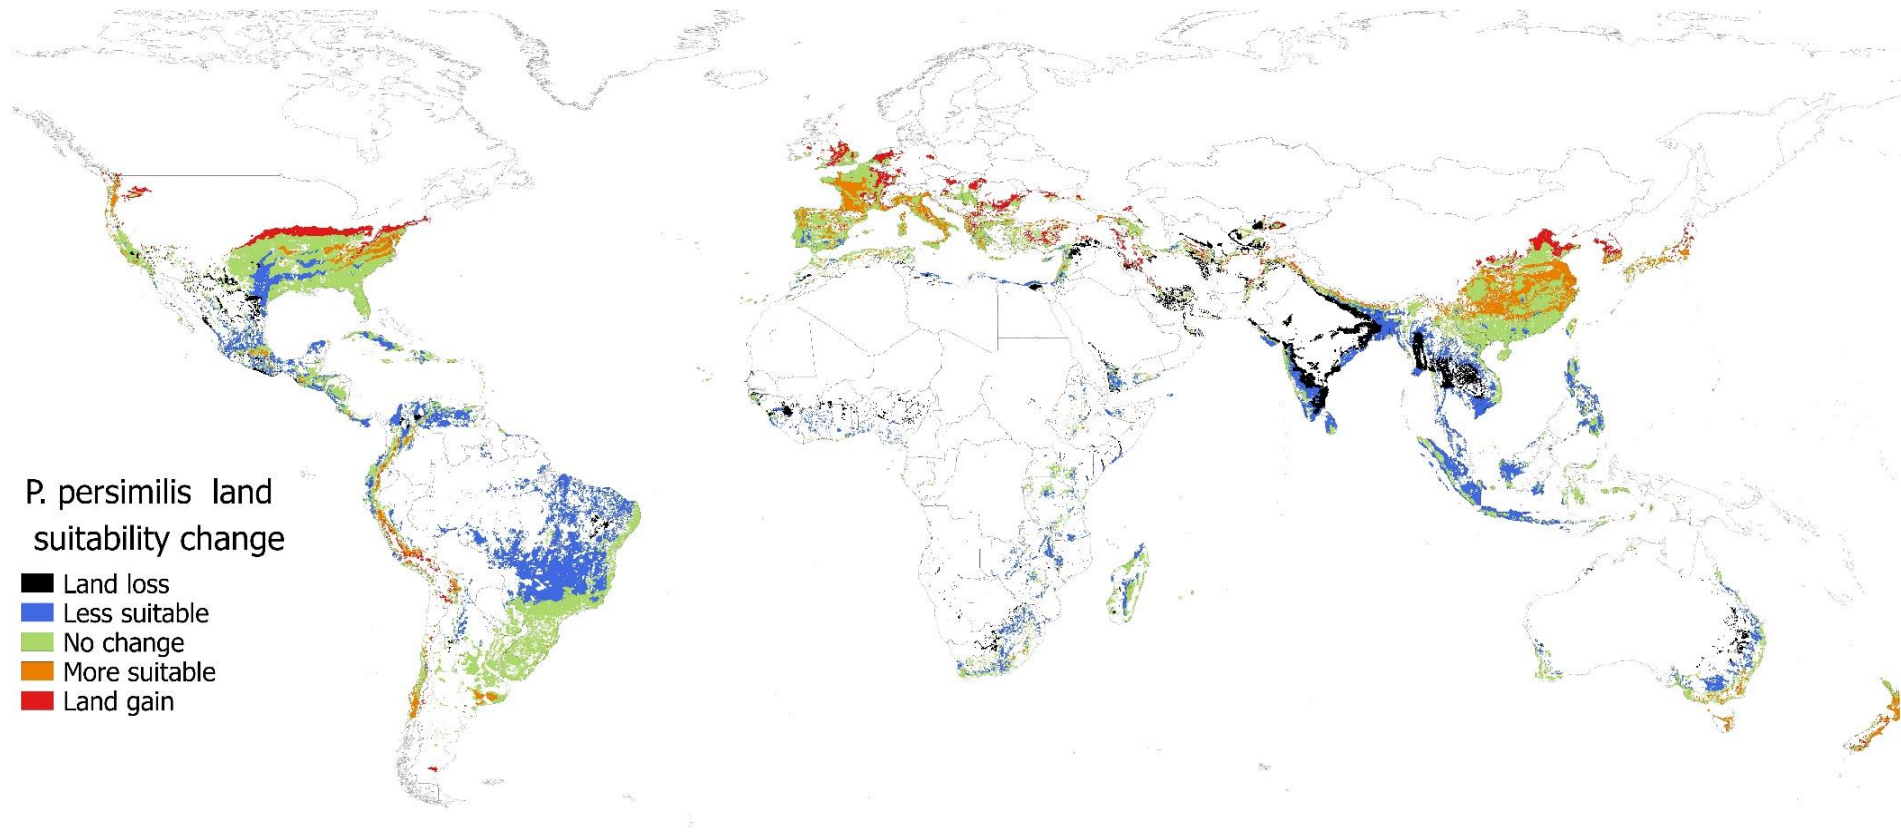 P. persimilis land
suitability change
Land loss
Less suitable
No change
More suitable
Land gain